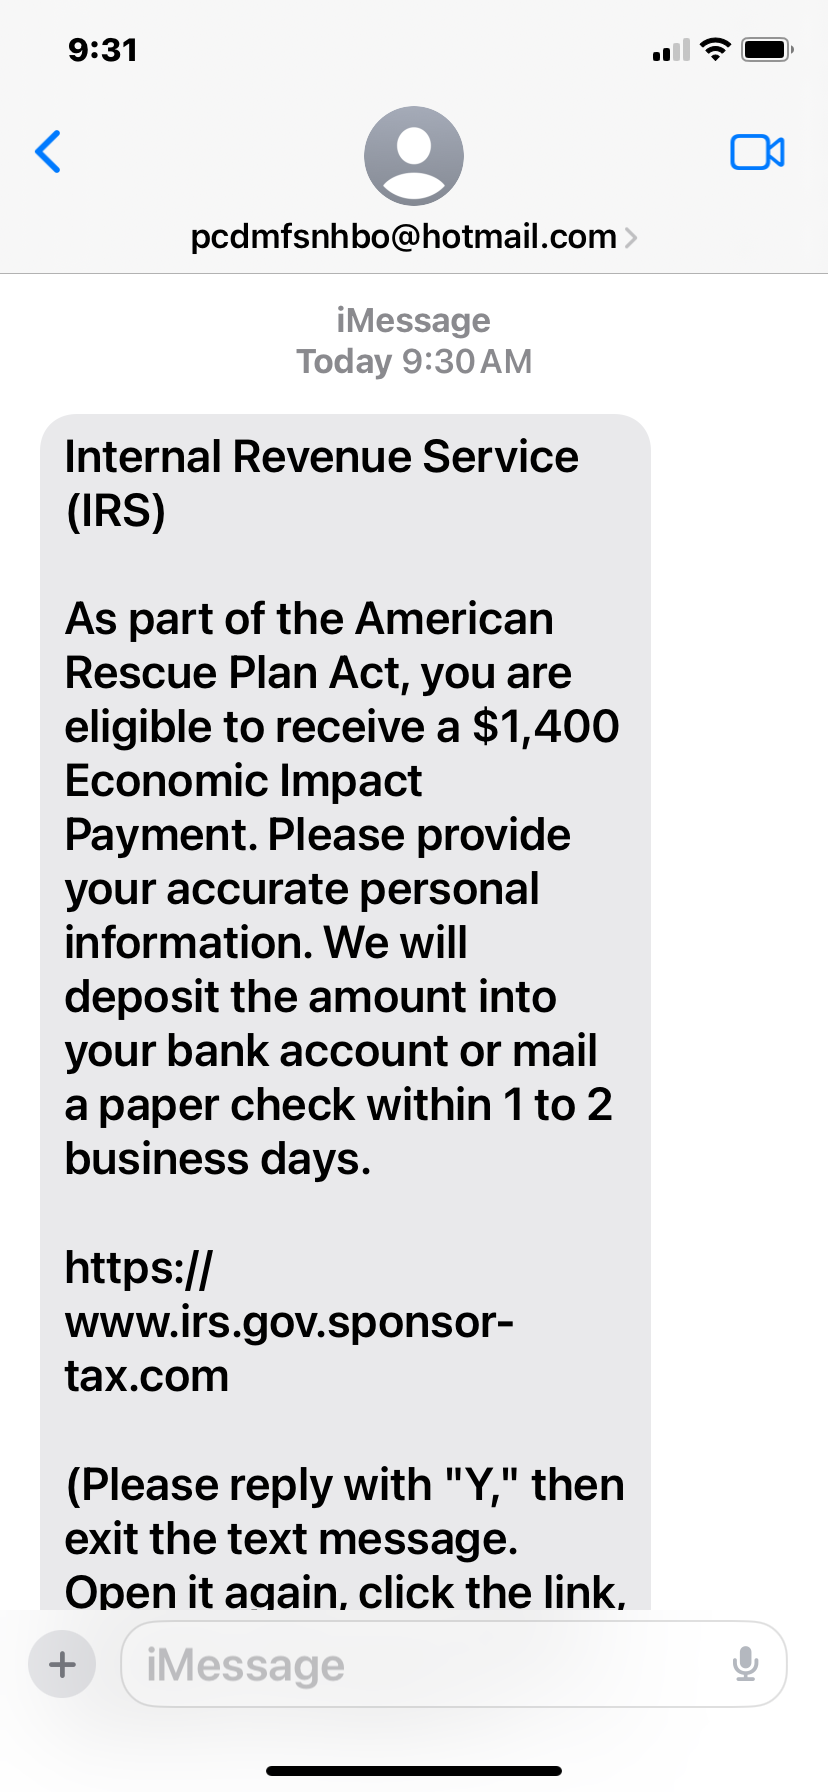 9:31
pcdmfsnhbo@hotmail.com
iMessage
Today 9:30 AM
Internal Revenue Service
(IRS)
As part of the American
Rescue Plan Act, you are
eligible to receive a $1,400
Economic Impact
Payment. Please provide
your accurate personal
information. We will
deposit the amount into
your bank account or mail
a paper check within 1 to 2
business days.
https://
www.irs.gov.sponsor-
tax.com
(Please reply with "Y," then
exit the text message.
Open it again, click the link,
iMessage